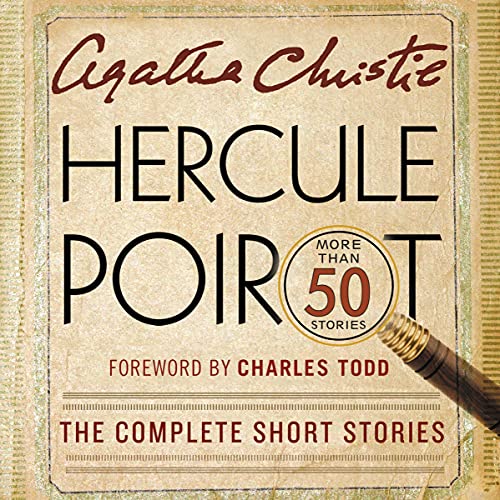 Agatha Christie
HERCULE
POIROT
MORE
THAN
50
STORIES
FOREWORD BY CHARLES TODD
THE COMPLETE SHORT STORIES